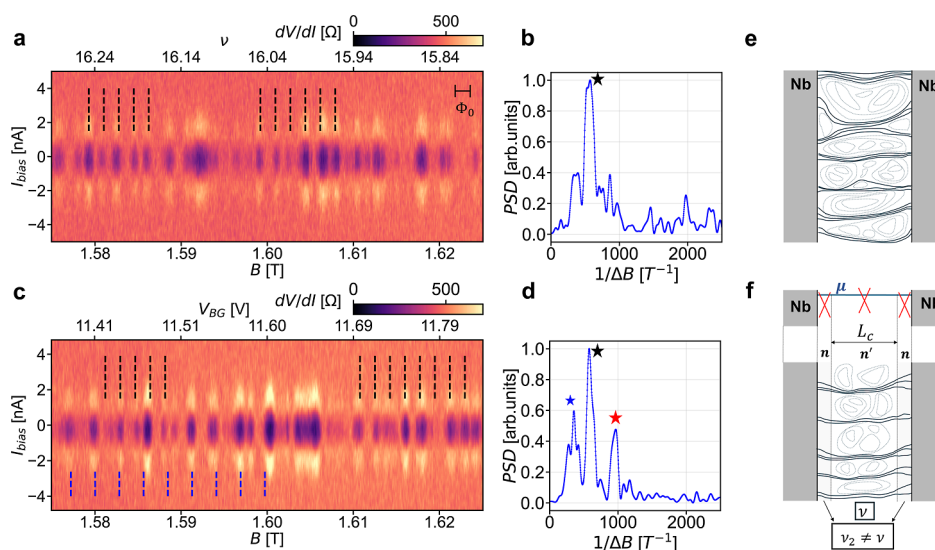 a
ν
dV/dI [Ω]
0
500
16.24
16.14
16.04
15.94
15.84
Φ₀
4
2
0
−2
−4
I_bias [nA]
1.58
1.59
1.60
1.61
1.62
B [T]
b
PSD [arb.units]
1.0
0.8
0.6
0.4
0.2
0.0
0
1000
2000
1/ΔB [T⁻¹]
e
Nb
Nb
c
V_BG [V]
dV/dI [Ω]
0
500
11.41
11.51
11.60
11.69
11.79
4
2
0
−2
−4
I_bias [nA]
1.58
1.59
1.60
1.61
1.62
B [T]
d
PSD [arb.units]
1.0
0.8
0.6
0.4
0.2
0.0
0
1000
2000
1/ΔB [T⁻¹]
f
μ
Nb
Nb
L_c
n
n′
n
ν
ν₂ ≠ ν